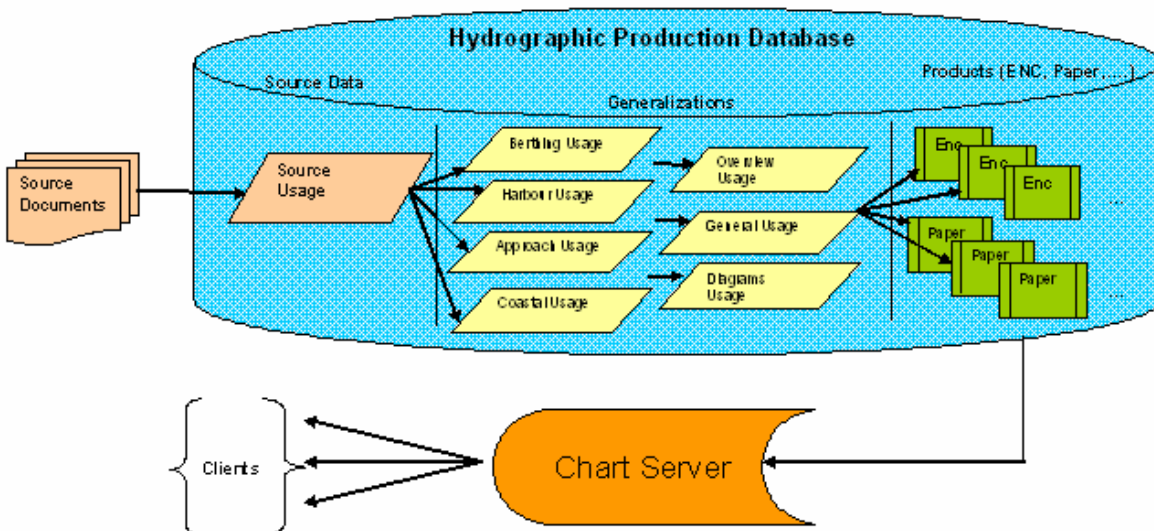 Hydrographic Production Database
Source Data
Generalizations
Products (ENC, Paper,....)
Source
Documents
Source
Usage
Berthing Usage
Harbour Usage
Approach Usage
Coastal Usage
Overview
Usage
General Usage
Diagrams
Usage
Enc
Enc
Enc
...
Paper
Paper
Paper
...
Clients
Chart Server